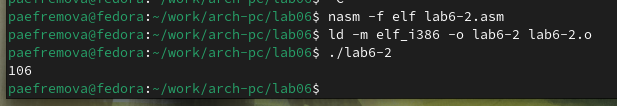 paefremova@fedora:~/work/arch-pc/lab06$ nasm -f elf lab6-2.asm
paefremova@fedora:~/work/arch-pc/lab06$ ld -m elf_i386 -o lab6-2 lab6-2.o
paefremova@fedora:~/work/arch-pc/lab06$ ./lab6-2
106
paefremova@fedora:~/work/arch-pc/lab06$